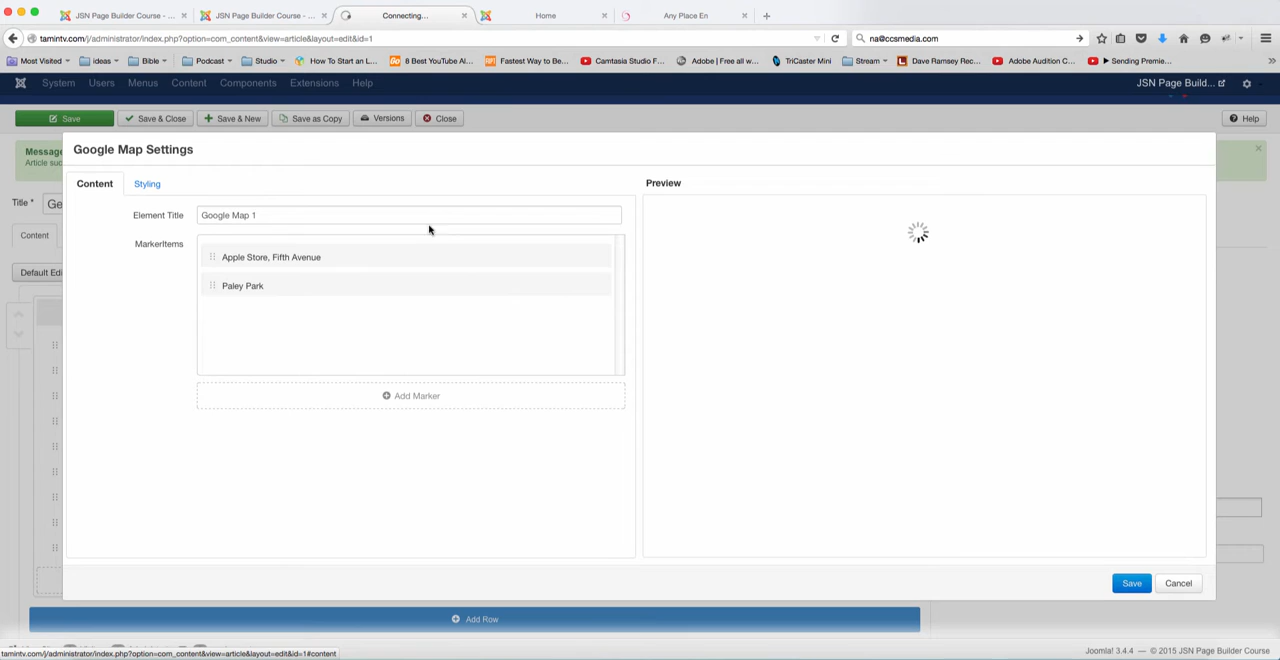 JSN Page Builder Course - ...
JSN Page Builder Course - ...
Connecting...
Home
Any Place En
tamintv.com/j/administrator/index.php?option=com_content&view=article&layout=edit&id=1
na@ccsmedia.com
Most Visited
ideas
Bible
Podcast
Studio
How To Start an L...
8 Best YouTube Al...
Fastest Way to Be...
Camtasia Studio F...
Adobe | Free all w...
TriCaster Mini
Stream
Dave Ramsey Rec...
Adobe Audition C...
Sending Premie...
System
Users
Menus
Content
Components
Extensions
Help
JSN Page Build...
Save
Save & Close
Save & New
Save as Copy
Versions
Close
Help
Google Map Settings
Message
Article suc
Title *
Ge
Content
Default Edi
Content
Styling
Preview
Element Title
Google Map 1
MarkerItems
Apple Store, Fifth Avenue
Paley Park
Add Marker
Save
Cancel
Add Row
tamintv.com/j/administrator/index.php?option=com_content&view=article&layout=edit&id=1#content
Joomla! 3.4.4 — © 2015 JSN Page Builder Course